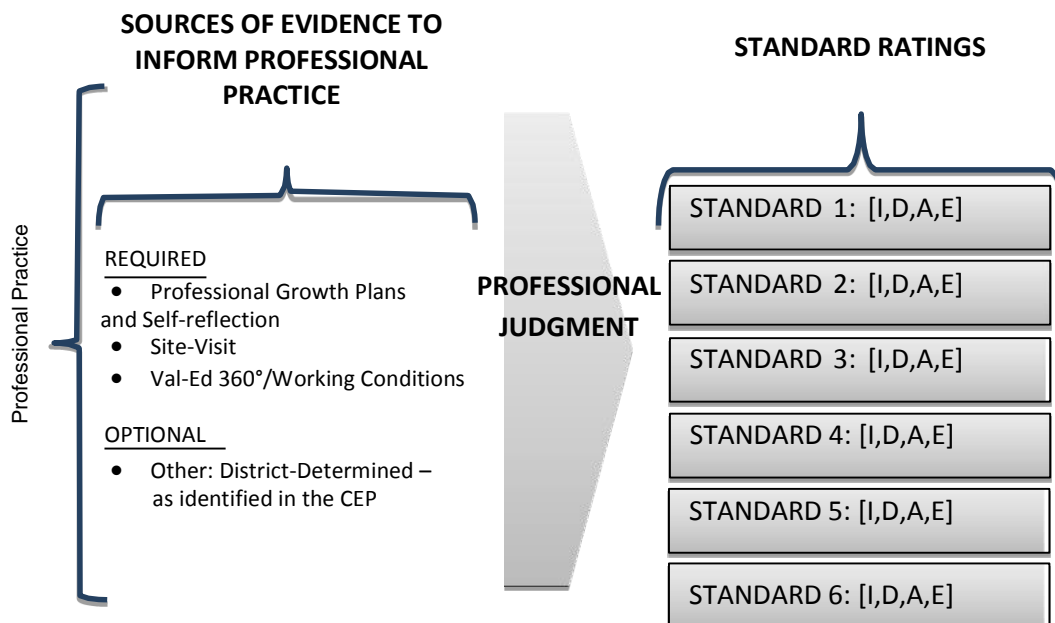 SOURCES OF EVIDENCE TO
INFORM PROFESSIONAL
PRACTICE
Professional Practice
REQUIRED
• Professional Growth Plans
and Self-reflection
• Site-Visit
• Val-Ed 360°/Working Conditions
OPTIONAL
• Other: District-Determined –
as identified in the CEP
PROFESSIONAL
JUDGMENT
STANDARD RATINGS
STANDARD 1: [I,D,A,E]
STANDARD 2: [I,D,A,E]
STANDARD 3: [I,D,A,E]
STANDARD 4: [I,D,A,E]
STANDARD 5: [I,D,A,E]
STANDARD 6: [I,D,A,E]